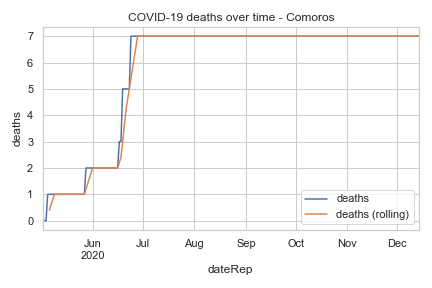 COVID-19 deaths over time - Comoros
deaths
7
6
5
4
3
2
1
0
deaths
deaths (rolling)
Jun Jul Aug Sep Oct Nov Dec
2020
dateRep